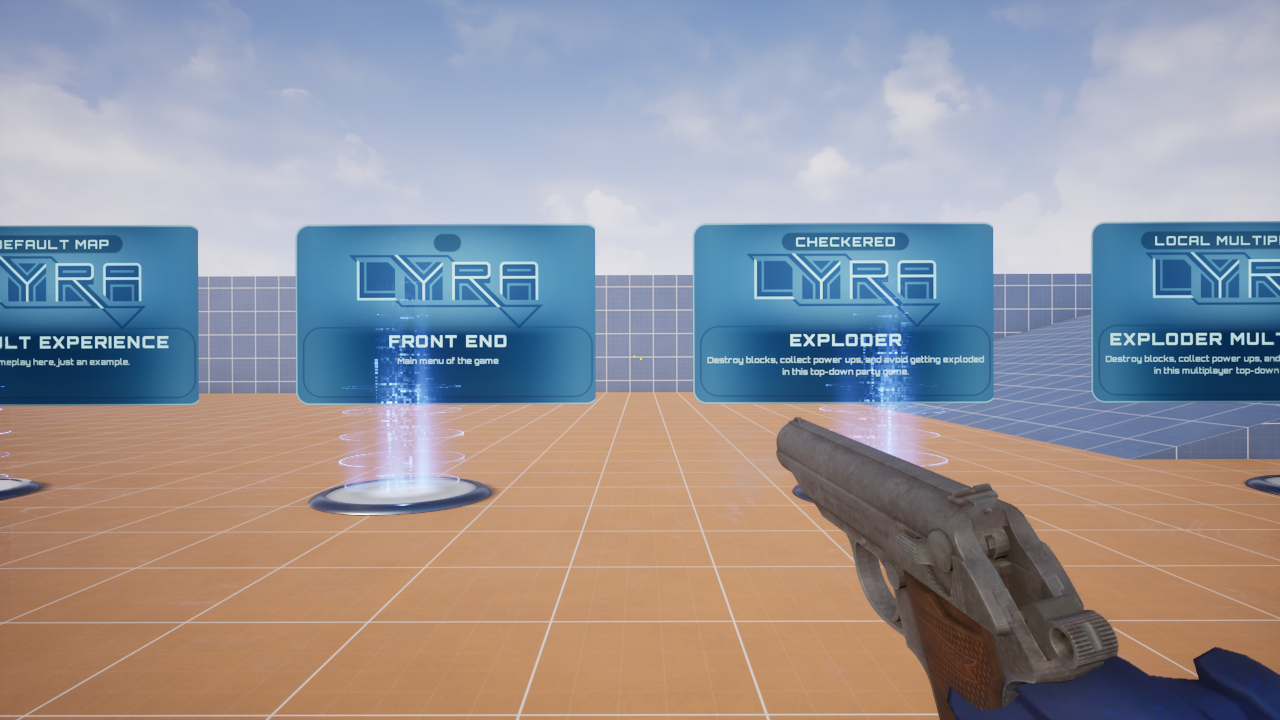 DEFAULT MAP
LYRA
ULT EXPERIENCE
meplay here, just an example.
LYRA
FRONT END
Main menu of the game
CHECKERED
LYRA
EXPLODER
Destroy blocks, collect power ups, and avoid getting exploded
in this top-down party game.
LOCAL MULTIP
LYR
EXPLODER MULT
Destroy blocks, collect power ups, and
in this multiplayer top-down